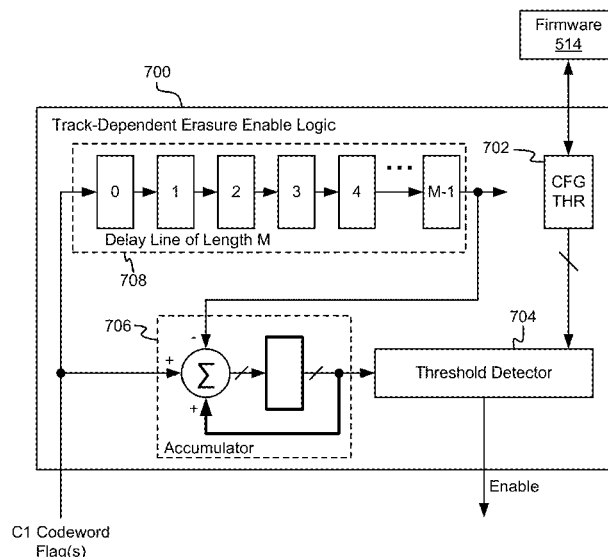 Firmware
514
700
Track-Dependent Erasure Enable Logic
702
0
1
2
3
4
...
M-1
CFG
THR
Delay Line of Length M
708
706
-
704
+
Σ
Threshold Detector
+
Accumulator
Enable
C1 Codeword
Flag(s)